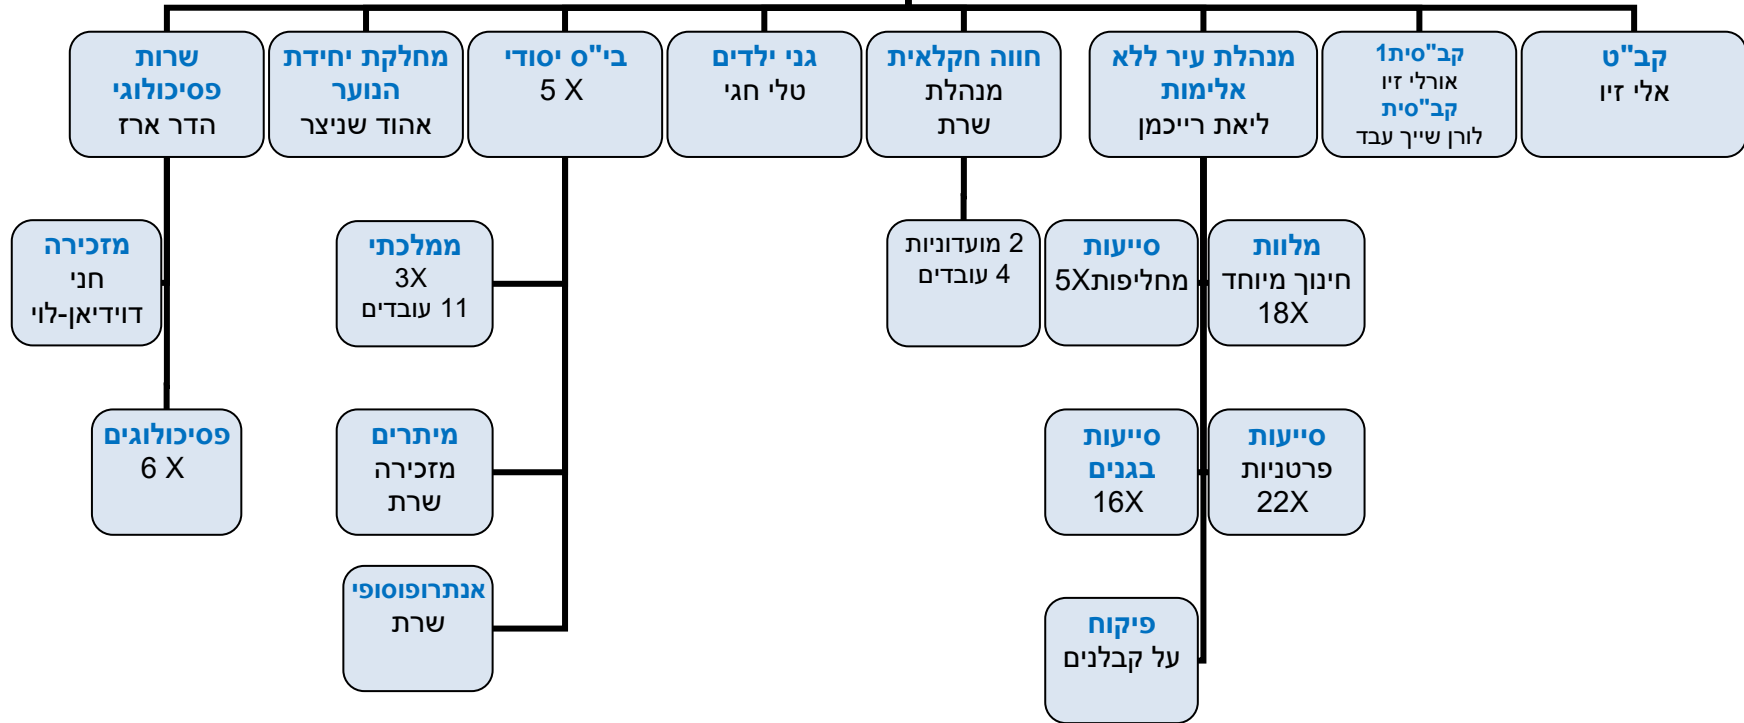 קב"ט
אלי זיו
קב"סית1
אורלי זיו
קב"סית
לורן שייך עבד
מנהלת עיר ללא
אלימות
ליאת רייכמן
חווה חקלאית
מנהלת
שרת
גני ילדים
טלי חגי
בי"ס יסודי
5 X
מחלקת יחידת
הנוער
אהוד שניצר
שרות
פסיכולוגי
הדר ארז
מלוות
חינוך מיוחד
18X
סייעות
מחליפות5X
2 מועדוניות
4 עובדים
ממלכתי
3X
11 עובדים
מזכירה
חני
דוידיאן-לוי
סייעות
פרטניות
22X
סייעות
בגנים
16X
מיתרים
מזכירה
שרת
פסיכולוגים
6 X
פיקוח
על קבלנים
אנתרופוסופי
שרת